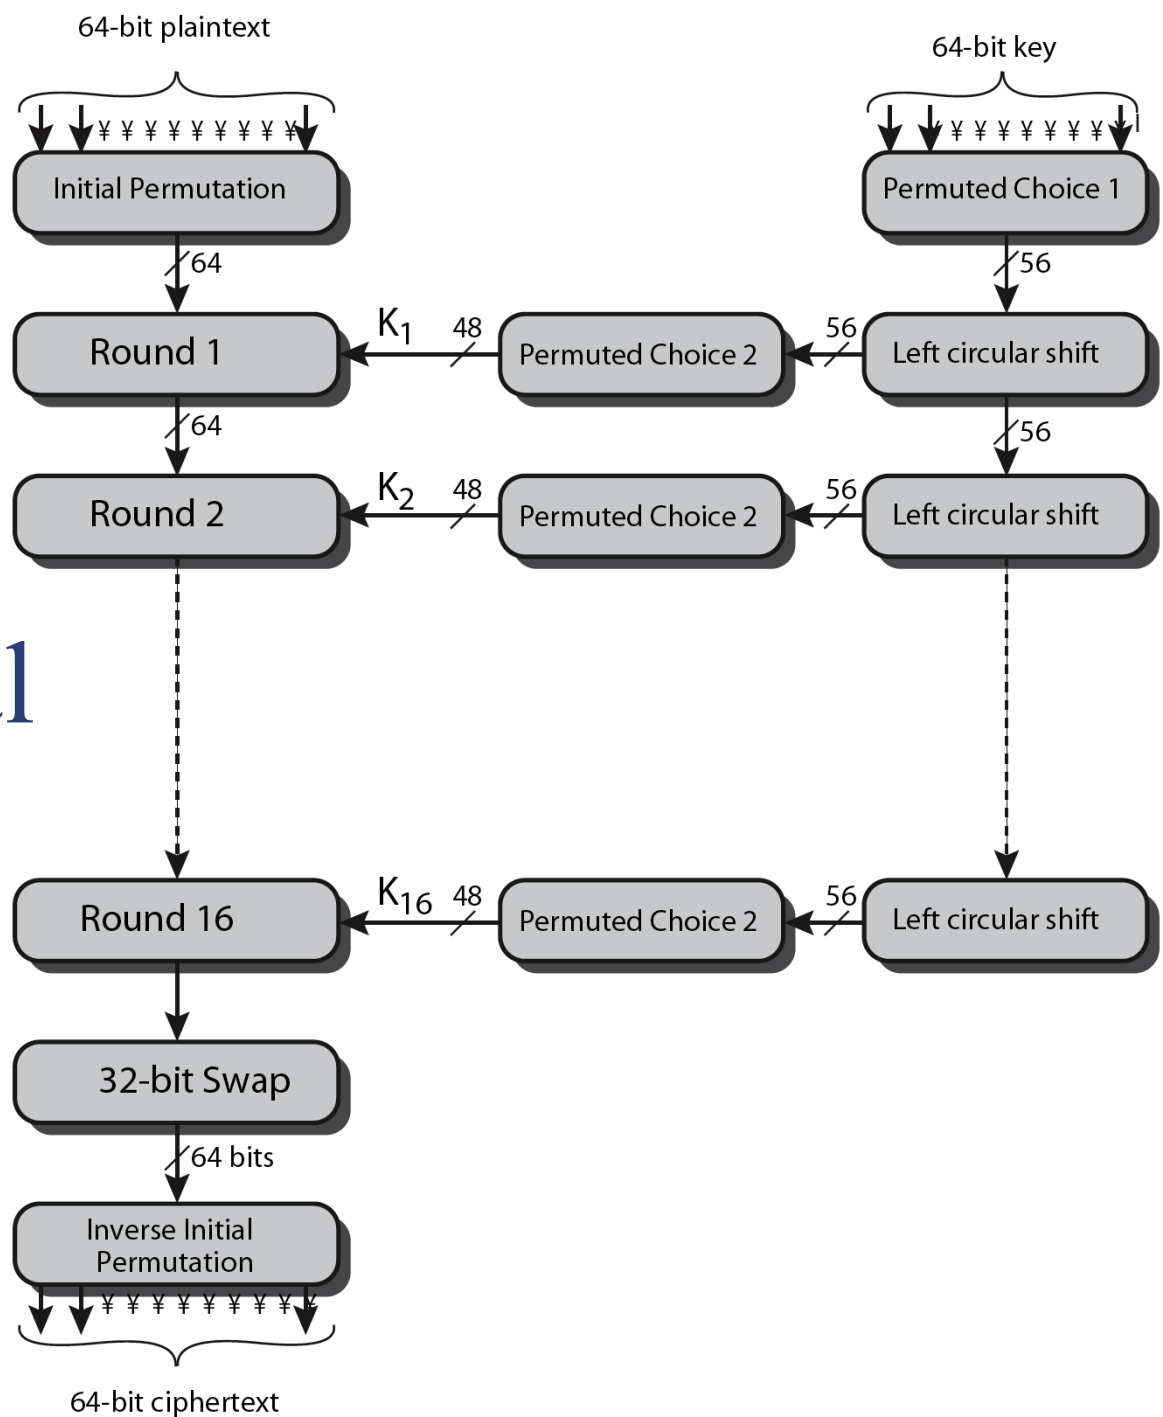 64-bit plaintext
64-bit key
¥ ¥ ¥ ¥ ¥ ¥ ¥ ¥ ¥
¥ ¥ ¥ ¥ ¥ ¥ ¥
Initial Permutation
Permuted Choice 1
64
56
Round 1
K1
48
Permuted Choice 2
56
Left circular shift
64
56
Round 2
K2
48
Permuted Choice 2
56
Left circular shift
l
Round 16
K16
48
Permuted Choice 2
56
Left circular shift
32-bit Swap
64 bits
Inverse Initial
Permutation
¥ ¥ ¥ ¥ ¥ ¥ ¥ ¥ ¥
64-bit ciphertext